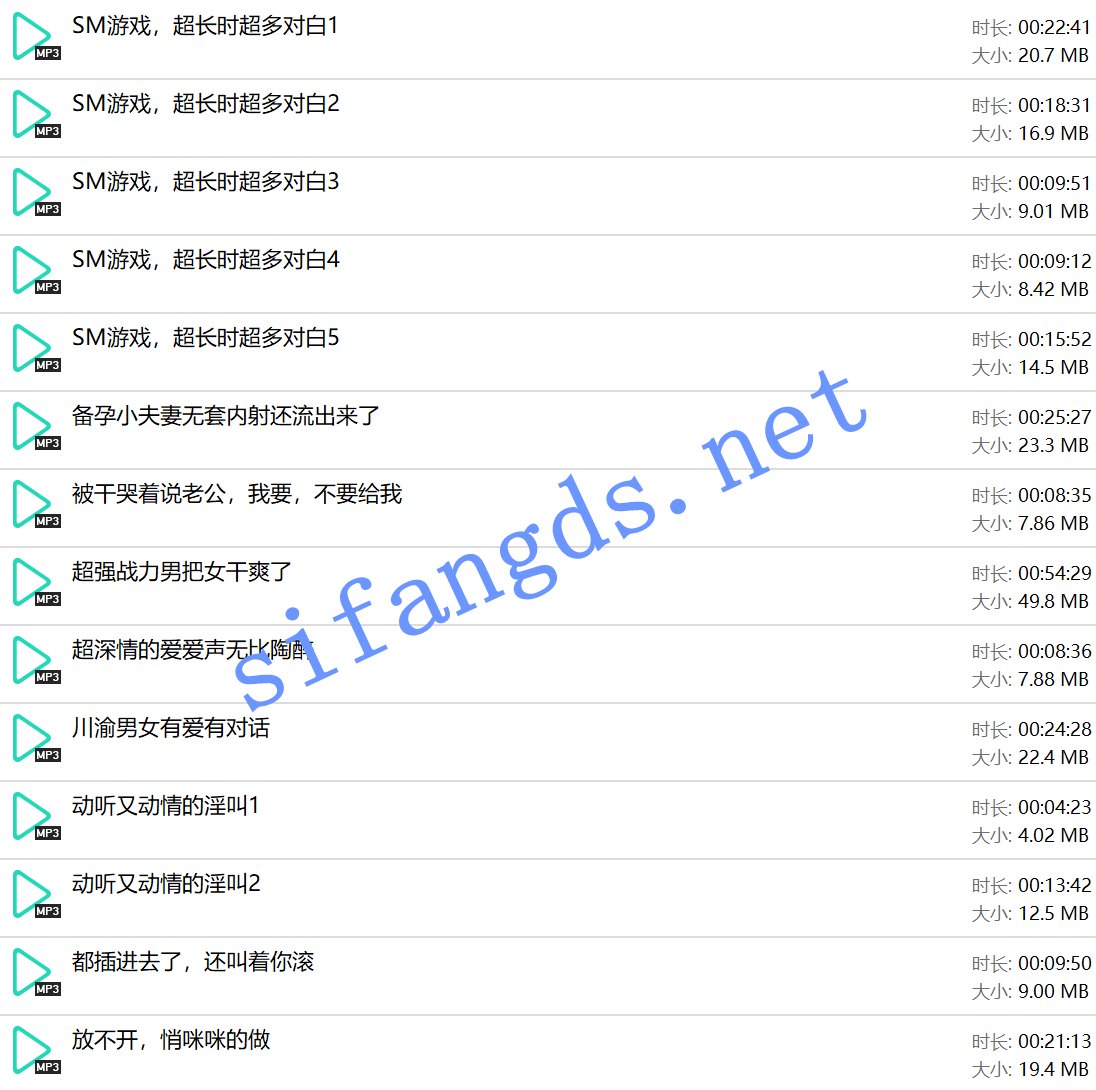 SM游戏，超长时超多对白1
时长: 00:22:41
MP3
大小: 20.7 MB
SM游戏，超长时超多对白2
时长: 00:18:31
MP3
大小: 16.9 MB
SM游戏，超长时超多对白3
时长: 00:09:51
MP3
大小: 9.01 MB
SM游戏，超长时超多对白4
时长: 00:09:12
MP3
大小: 8.42 MB
SM游戏，超长时超多对白5
时长: 00:15:52
MP3
大小: 14.5 MB
备孕小夫妻无套内射还流出来了
时长: 00:25:27
MP3
大小: 23.3 MB
被干哭着说老公，我要，不要给我
时长: 00:08:35
MP3
大小: 7.86 MB
超强战力男把女干爽了
时长: 00:54:29
MP3
大小: 49.8 MB
超深情的爱爱声无比陶醉
时长: 00:08:36
MP3
大小: 7.88 MB
川渝男女有爱有对话
时长: 00:24:28
MP3
大小: 22.4 MB
动听又动情的淫叫1
时长: 00:04:23
MP3
大小: 4.02 MB
动听又动情的淫叫2
时长: 00:13:42
MP3
大小: 12.5 MB
都插进去了，还叫着你滚
时长: 00:09:50
MP3
大小: 9.00 MB
放不开，悄咪咪的做
时长: 00:21:13
MP3
大小: 19.4 MB
sifangds.net